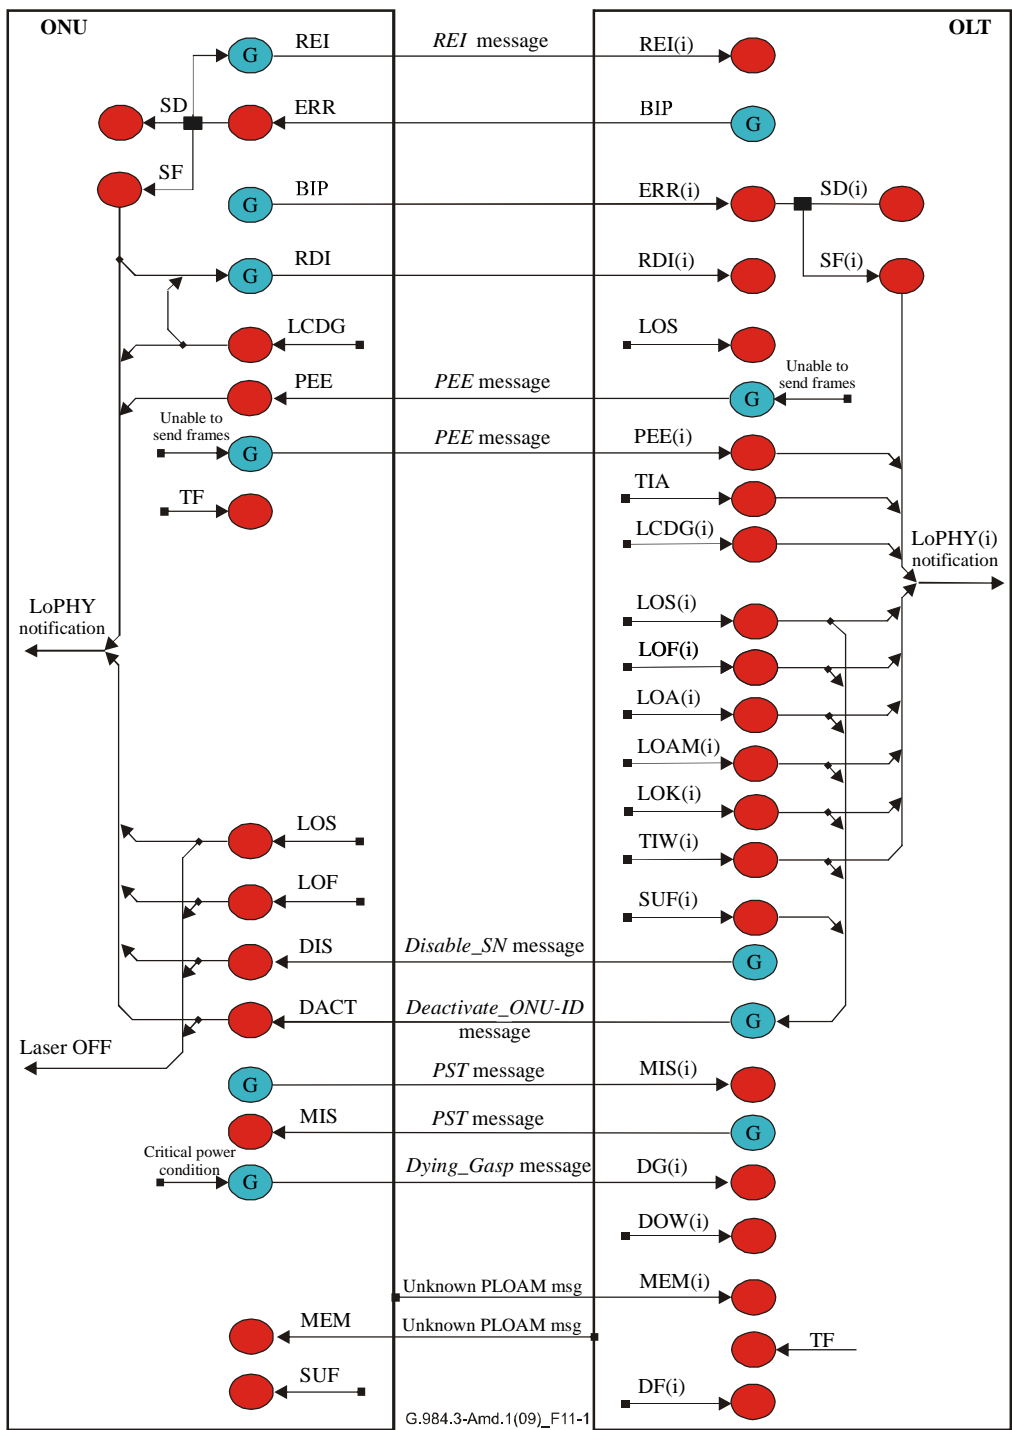 ONU
OLT
REI
REI message
REI(i)
G
SD
ERR
BIP
G
SF
G
BIP
ERR(i)
SD(i)
G
RDI
RDI(i)
SF(i)
LCDG
LOS
PEE
PEE message
G
Unable to
send frames
Unable to
send frames
G
PEE message
PEE(i)
TF
TIA
LCDG(i)
LoPHY(i)
notification
LoPHY
notification
LOS(i)
LOF(i)
LOA(i)
LOAM(i)
LOK(i)
LOS
TIW(i)
LOF
SUF(i)
DIS
Disable_SN message
G
DACT
Deactivate_ONU-ID
message
G
Laser OFF
G
PST message
MIS(i)
MIS
PST message
G
Critical power
condition
G
Dying_Gasp message
DG(i)
DOW(i)
Unknown PLOAM msg
MEM(i)
MEM
Unknown PLOAM msg
TF
SUF
DF(i)
G.984.3-Amd.1(09)_F11-1